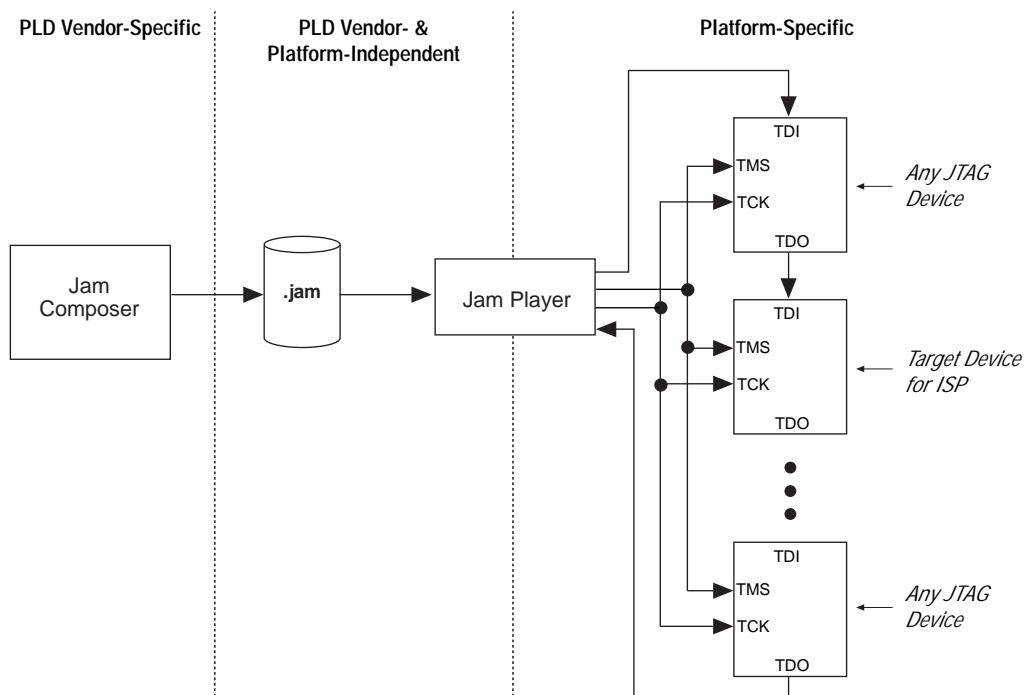 PLD Vendor-Specific
PLD Vendor- &
Platform-Independent
Platform-Specific
Jam
Composer
.jam
Jam Player
TDI
TMS
TCK
TDO
Any JTAG
Device
TDI
TMS
TCK
TDO
Target Device
for ISP
TDI
TMS
TCK
TDO
Any JTAG
Device